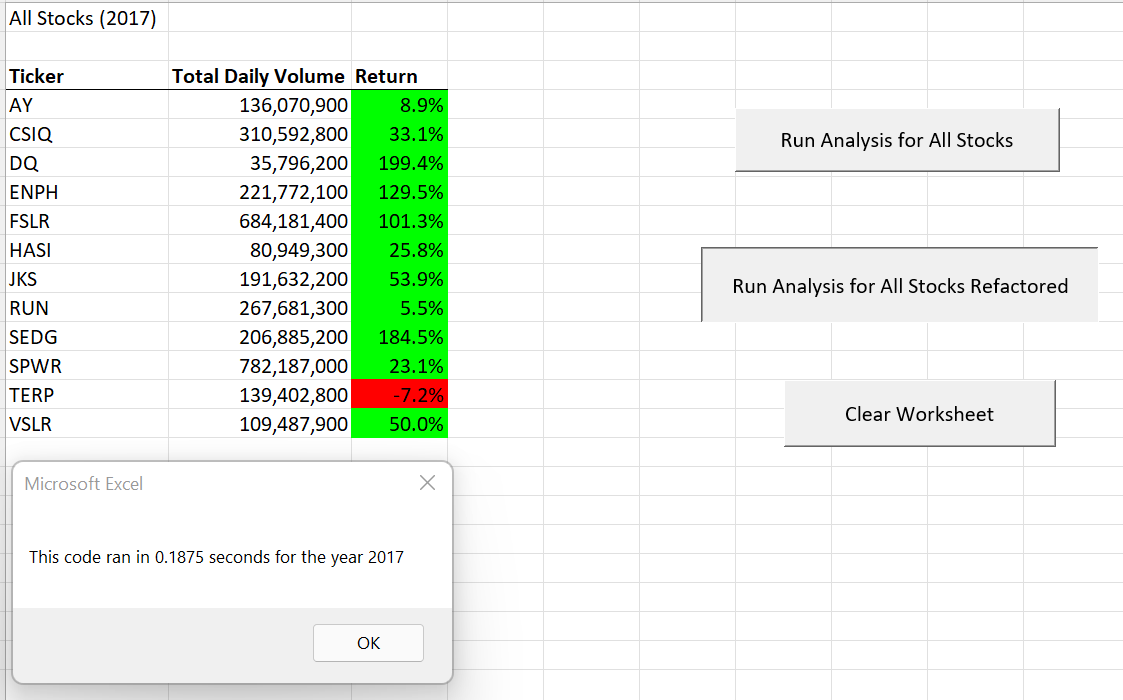 All Stocks (2017)
Ticker Total Daily Volume Return
AY 136,070,900 8.9%
CSIQ 310,592,800 33.1%
DQ 35,796,200 199.4%
ENPH 221,772,100 129.5%
FSLR 684,181,400 101.3%
HASI 80,949,300 25.8%
JKS 191,632,200 53.9%
RUN 267,681,300 5.5%
SEDG 206,885,200 184.5%
SPWR 782,187,000 23.1%
TERP 139,402,800 -7.2%
VSLR 109,487,900 50.0%
Run Analysis for All Stocks
Run Analysis for All Stocks Refactored
Clear Worksheet
Microsoft Excel
This code ran in 0.1875 seconds for the year 2017
OK